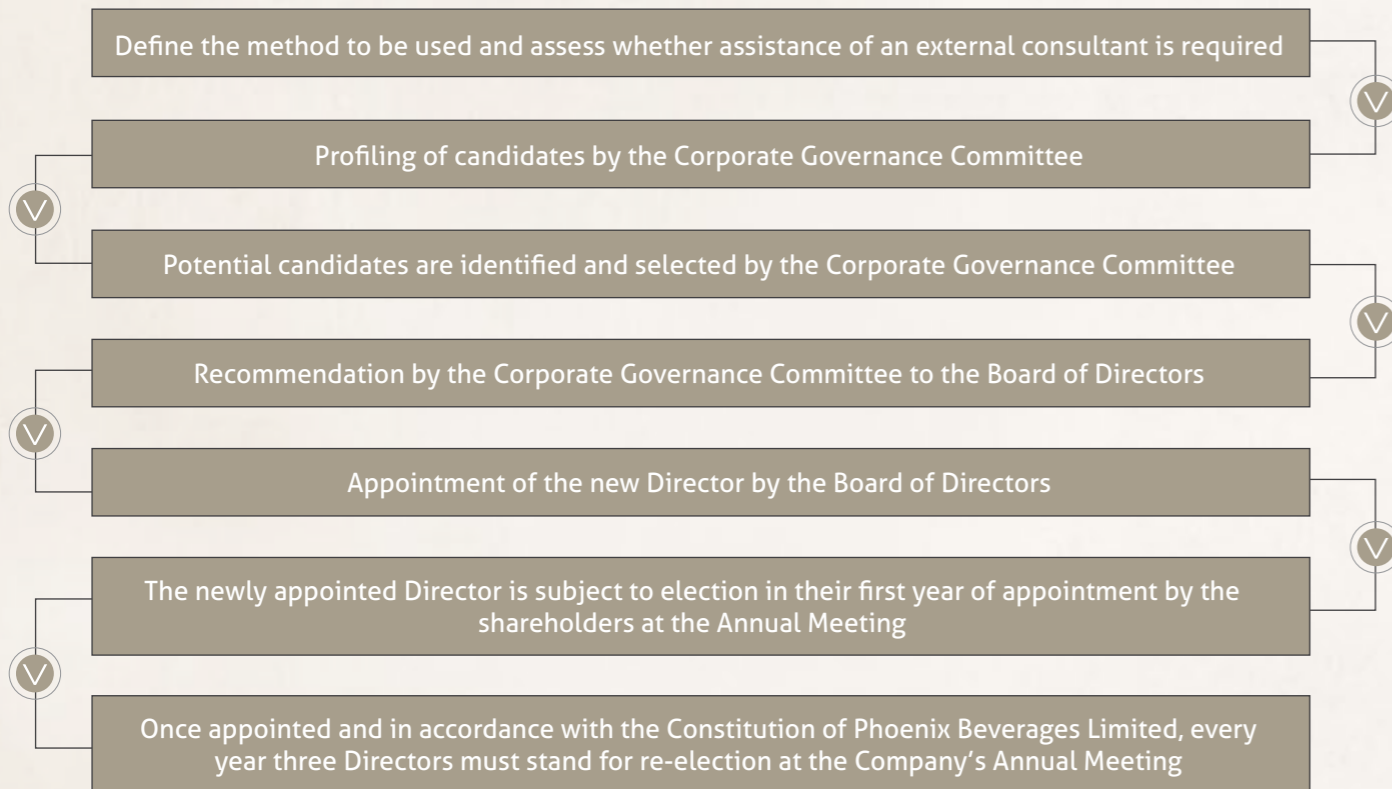 Define the method to be used and assess whether assistance of an external consultant is required
Profiling of candidates by the Corporate Governance Committee
Potential candidates are identified and selected by the Corporate Governance Committee
Recommendation by the Corporate Governance Committee to the Board of Directors
Appointment of the new Director by the Board of Directors
The newly appointed Director is subject to election in their first year of appointment by the
shareholders at the Annual Meeting
Once appointed and in accordance with the Constitution of Phoenix Beverages Limited, every
year three Directors must stand for re-election at the Company’s Annual Meeting